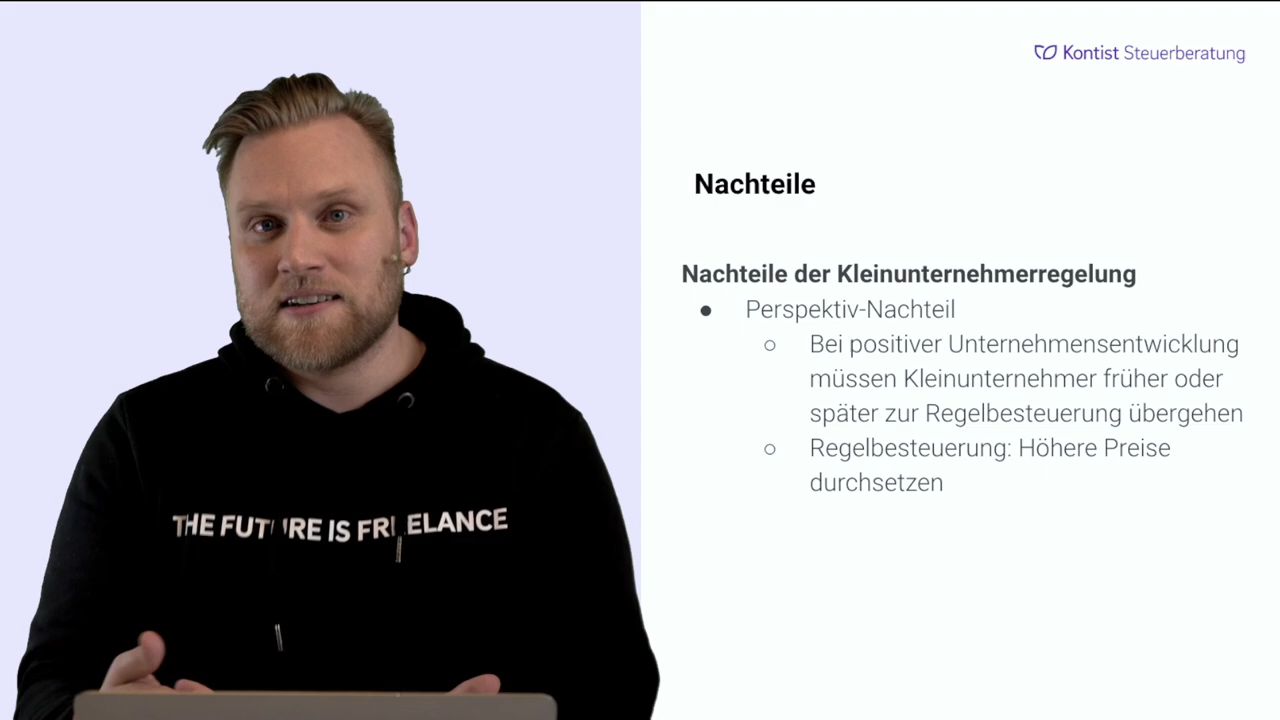 Kontist Steuerberatung
Nachteile
Nachteile der Kleinunternehmerregelung
● Perspektiv-Nachteil
○ Bei positiver Unternehmensentwicklung
müssen Kleinunternehmer früher oder
später zur Regelbesteuerung übergehen
○ Regelbesteuerung: Höhere Preise
durchsetzen
THE FUTURE IS FREELANCE